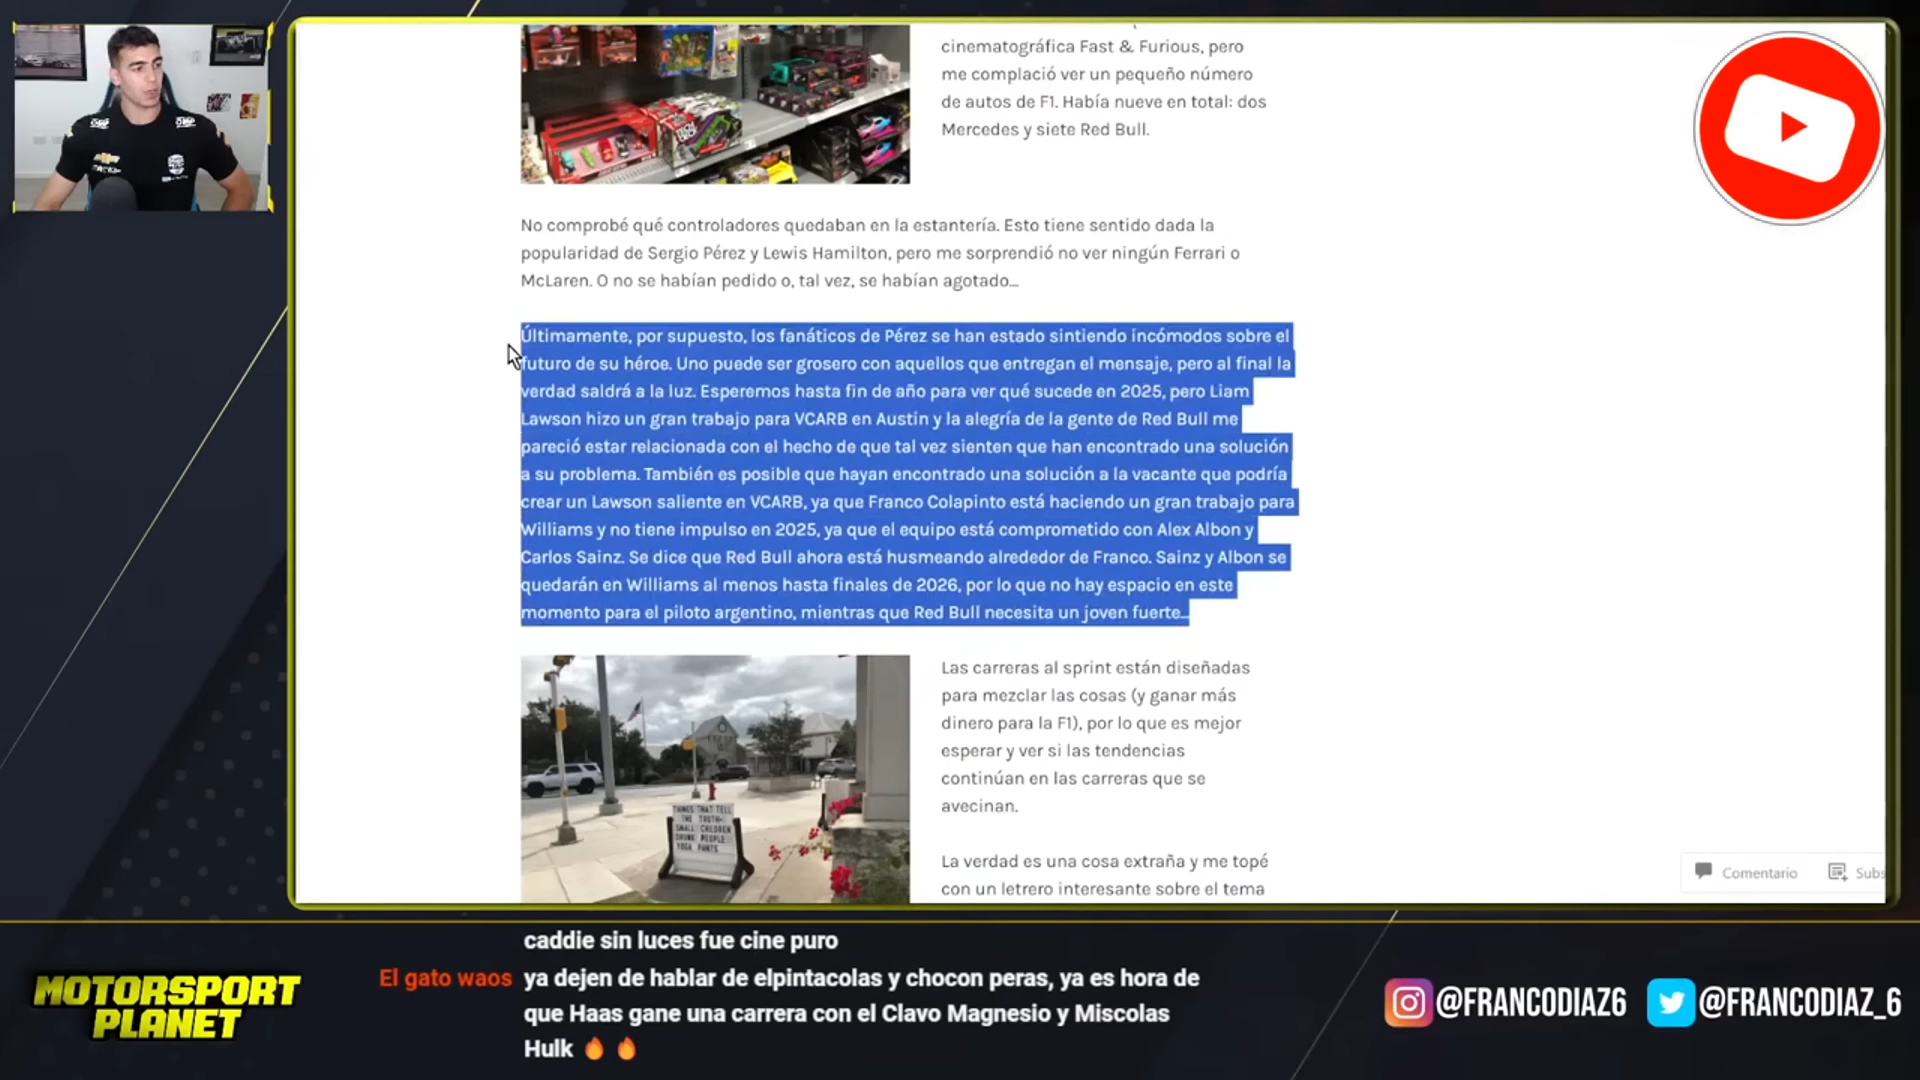 cinematográfica Fast & Furious, pero
me complació ver un pequeño número
de autos de F1. Había nueve en total: dos
Mercedes y siete Red Bull.
No comprobé qué controladores quedaban en la estantería. Esto tiene sentido dada la
popularidad de Sergio Pérez y Lewis Hamilton, pero me sorprendió no ver ningún Ferrari o
McLaren. O no se habían pedido o, tal vez, se habían agotado...
Últimamente, por supuesto, los fanáticos de Pérez se han estado sintiendo incómodos sobre el
futuro de su héroe. Uno puede ser grosero con aquellos que entregan el mensaje, pero al final la
verdad saldrá a la luz. Esperemos hasta fin de año para ver qué sucede en 2025, pero Liam
Lawson hizo un gran trabajo para VCARB en Austin y la alegría de la gente de Red Bull me
pareció estar relacionada con el hecho de que tal vez sienten que han encontrado una solución
a su problema. También es posible que hayan encontrado una solución a la vacante que podría
crear un Lawson saliente en VCARB, ya que Franco Colapinto está haciendo un gran trabajo para
Williams y no tiene impulso en 2025, ya que el equipo está comprometido con Alex Albon y
Carlos Sainz. Se dice que Red Bull ahora está husmeando alrededor de Franco. Sainz y Albon se
quedarán en Williams al menos hasta finales de 2026, por lo que no hay espacio en este
momento para el piloto argentino, mientras que Red Bull necesita un joven fuerte...
THINGS THAT TELL
THE TRUTH:
SMALL CHILDREN
DRUNK PEOPLE
YOGA PANTS
Las carreras al sprint están diseñadas
para mezclar las cosas (y ganar más
dinero para la F1), por lo que es mejor
esperar y ver si las tendencias
continúan en las carreras que se
avecinan.
La verdad es una cosa extraña y me topé
con un letrero interesante sobre el tema
Comentario
Subs
caddie sin luces fue cine puro
El gato waos ya dejen de hablar de elpintacolas y chocon peras, ya es hora de
que Haas gane una carrera con el Clavo Magnesio y Miscolas
Hulk 🔥 🔥
MOTORSPORT
PLANET
@FRANCODIAZ6
@FRANCODIAZ_6